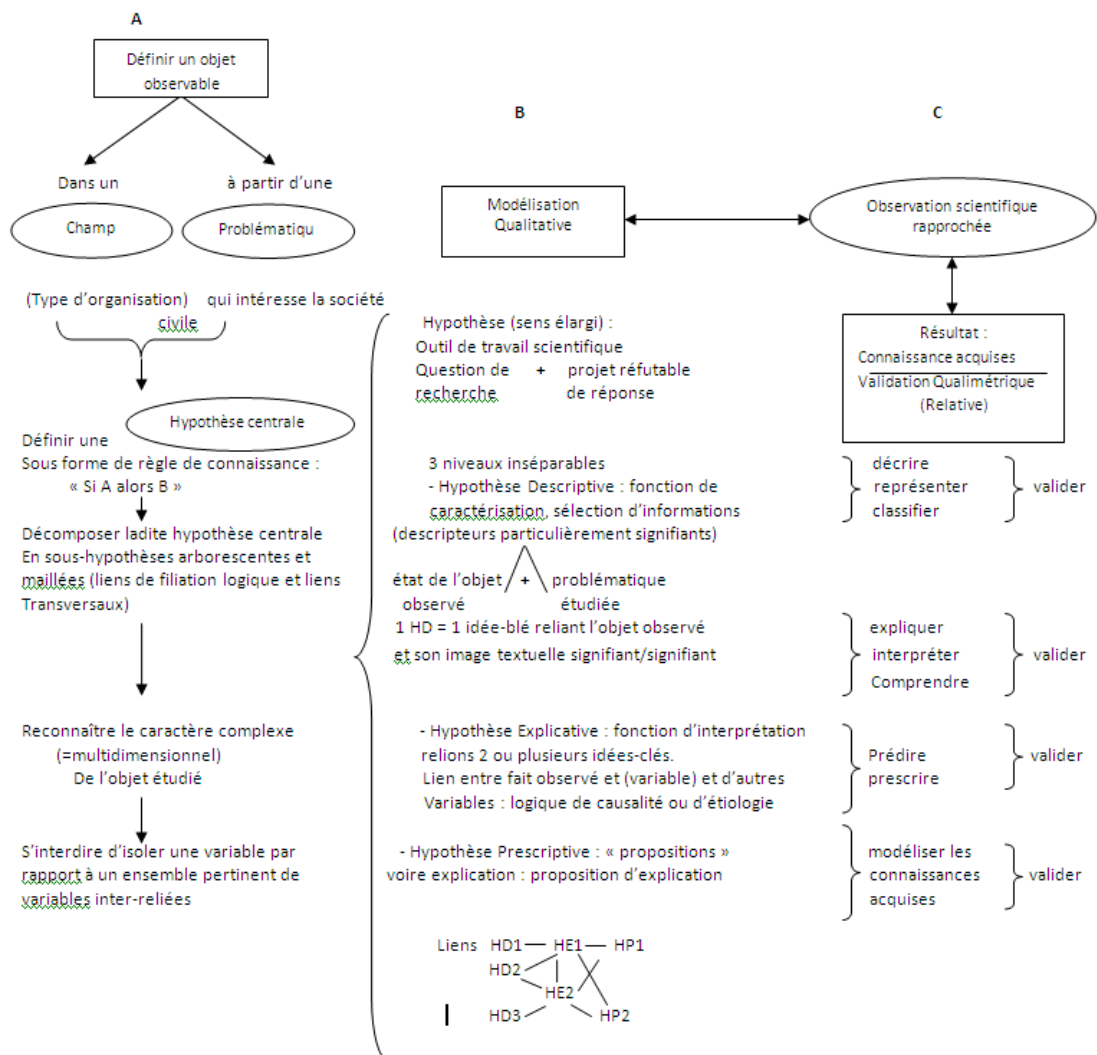 A
Définir un objet
observable
Dans un
à partir d’une
Champ
Problématiqu
(Type d’organisation) qui intéresse la société
civile
Hypothèse centrale
Définir une
Sous forme de règle de connaissance :
« Si A alors B »
Décomposer ladite hypothèse centrale
En sous-hypothèses arborescentes et
maillées (liens de filiation logique et liens
Transversaux)
Reconnaître le caractère complexe
(=multidimensionnel)
De l’objet étudié
S’interdire d’isoler une variable par
rapport à un ensemble pertinent de
variables inter-reliées
B
Modélisation
Qualitative
Hypothèse (sens élargi) :
Outil de travail scientifique
Question de + projet réfutable
recherche de réponse
3 niveaux inséparables
- Hypothèse Descriptive : fonction de
caractérisation, sélection d’informations
(descripteurs particulièrement signifiants)
état de l’objet + problématique
observé étudiée
1 HD = 1 idée-blé reliant l’objet observé
et son image textuelle signifiant/signifiant
- Hypothèse Explicative : fonction d’interprétation
relions 2 ou plusieurs idées-clés.
Lien entre fait observé et (variable) et d’autres
Variables : logique de causalité ou d’étiologie
- Hypothèse Prescriptive : « propositions »
voire explication : proposition d’explication
Liens HD1 HE1 HP1
HD2
HE2
HD3 HP2
C
Observation scientifique
rapprochée
Résultat :
Connaissance acquises
Validation Qualimétrique
(Relative)
décrire
représenter valider
classifier
expliquer
interpréter valider
Comprendre
Prédire valider
prescrire
modéliser les
connaissances valider
acquises